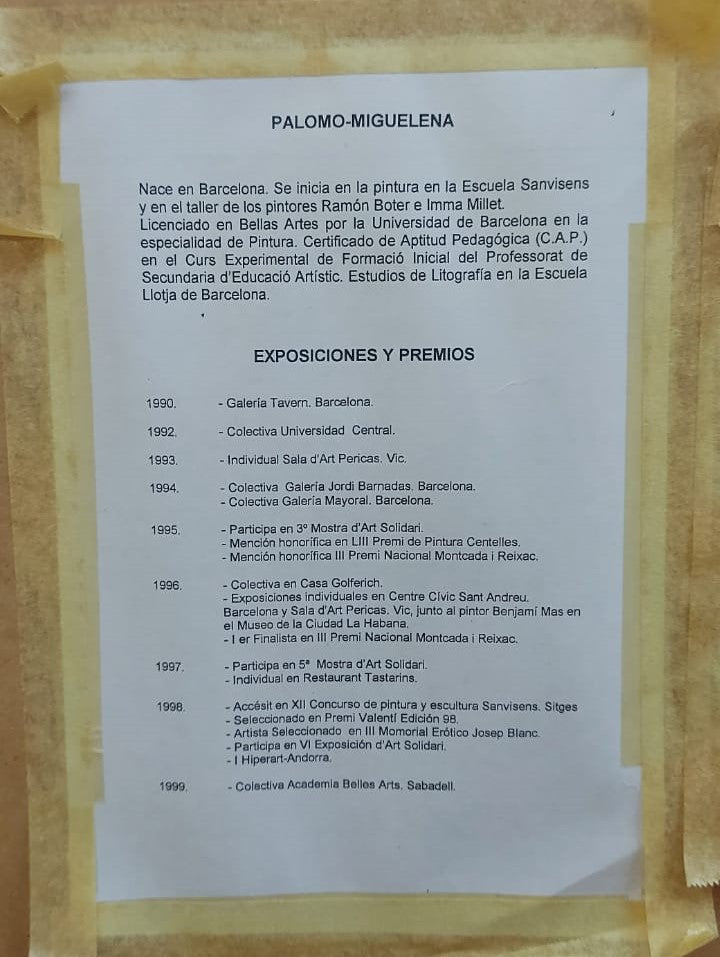 PALOMO-MIGUELENA
Nace en Barcelona. Se inicia en la pintura en la Escuela Sanvisens
y en el taller de los pintores Ramón Boter e Imma Millet.
Licenciado en Bellas Artes por la Universidad de Barcelona en la
especialidad de Pintura. Certificado de Aptitud Pedagógica (C.A.P.)
en el Curs Experimental de Formació Inicial del Professorat de
Secundaria d'Educació Artístic. Estudios de Litografía en la Escuela
Llotja de Barcelona.
EXPOSICIONES Y PREMIOS
1990. - Galería Tavern. Barcelona.
1992. - Colectiva Universidad Central.
1993. - Individual Sala d'Art Pericas. Vic.
1994. - Colectiva Galería Jordi Barnadas. Barcelona.
- Colectiva Galería Mayoral. Barcelona.
1995. - Participa en 3º Mostra d'Art Solidari.
- Mención honorífica en LIII Premi de Pintura Centelles.
- Mención honorífica III Premi Nacional Montcada i Reixac.
1996. - Colectiva en Casa Golferich.
- Exposiciones individuales en Centre Cívic Sant Andreu.
Barcelona y Sala d'Art Pericas. Vic, junto al pintor Benjamí Mas en
el Museo de la Ciudad La Habana.
- I er Finalista en III Premi Nacional Montcada i Reixac.
1997. - Participa en 5ª Mostra d'Art Solidari.
- Individual en Restaurant Tastarins.
1998. - Accésit en XII Concurso de pintura y escultura Sanvisens. Sitges
- Seleccionado en Premi Valentí Edición 98.
- Artista Seleccionado en III Memorial Erótico Josep Blanc.
- Participa en VI Exposición d'Art Solidari.
- I Hiperart-Andorra.
1999. - Colectiva Academia Belles Arts. Sabadell.